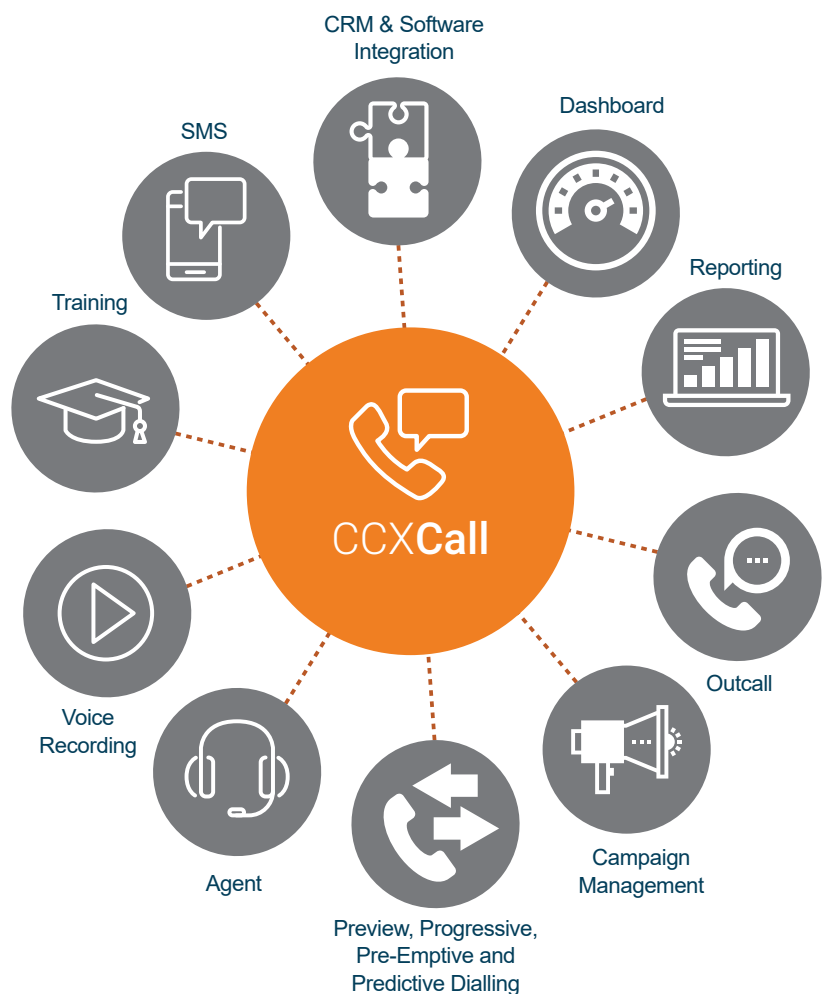 CRM & Software
Integration
Dashboard
SMS
Reporting
Training
CCXCall
Outcall
Voice
Recording
Campaign
Management
Agent
Preview, Progressive,
Pre-Emptive and
Predictive Dialling